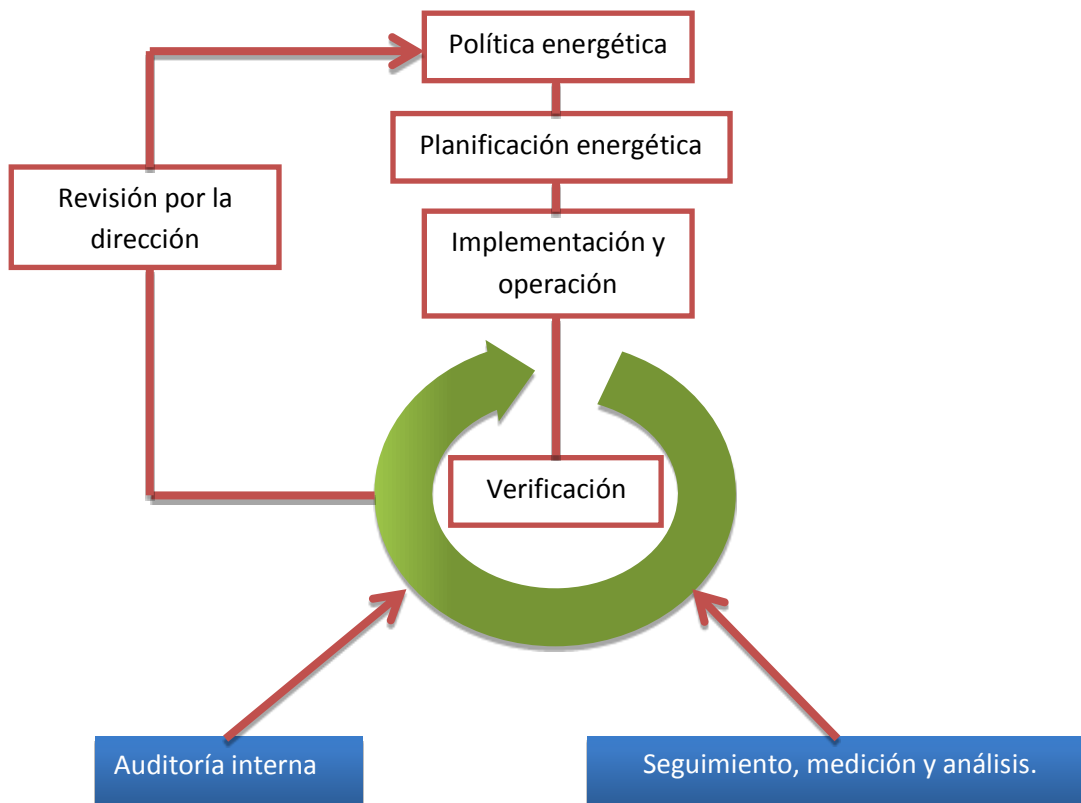 Política energética
Planificación energética
Revisión por la
dirección
Implementación y
operación
Verificación
Auditoría interna
Seguimiento, medición y análisis.